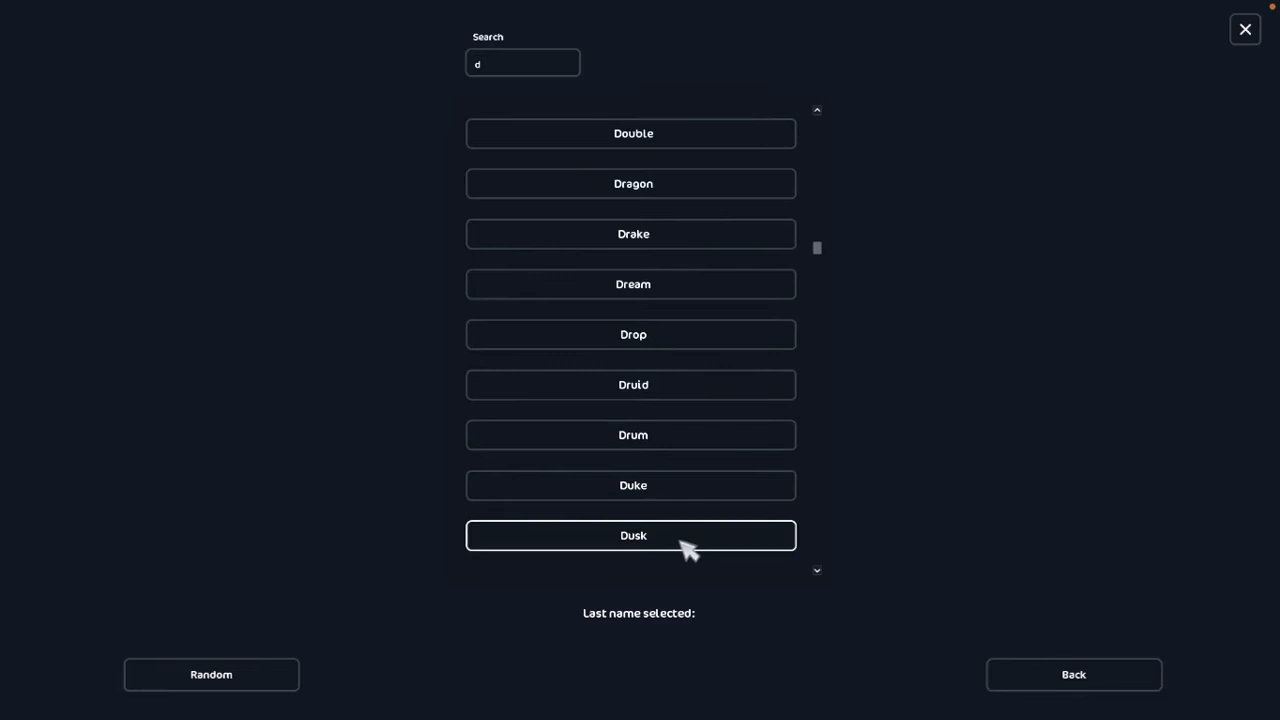 Search
d
Double
Dragon
Drake
Dream
Drop
Druid
Drum
Duke
Dusk
Last name selected:
Random
Back